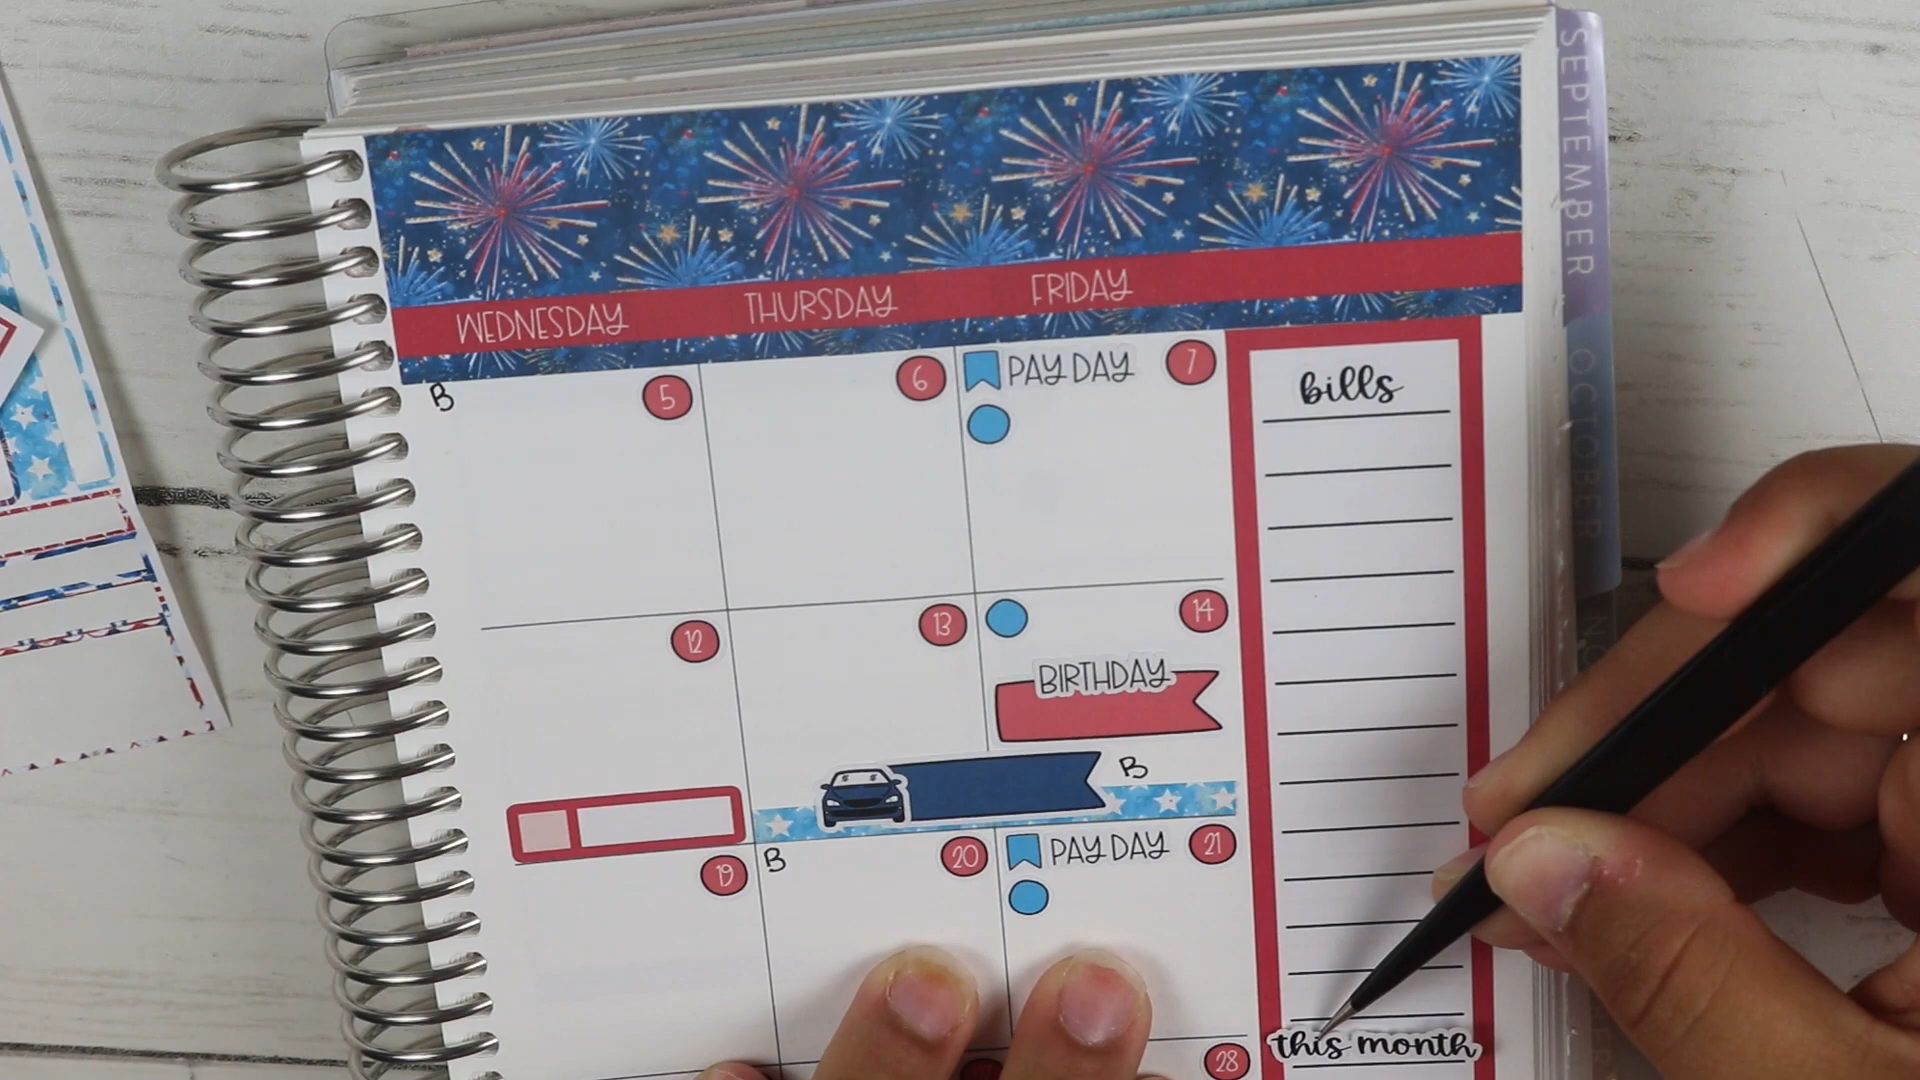 SEPTEMBER
OCTOBER
NO
WEDNESDAY THURSDAY FRIDAY
B 5 6 PAY DAY 7
bills
12 13 14
BIRTHDAY
B
19 B 20 PAY DAY 21
28
this month